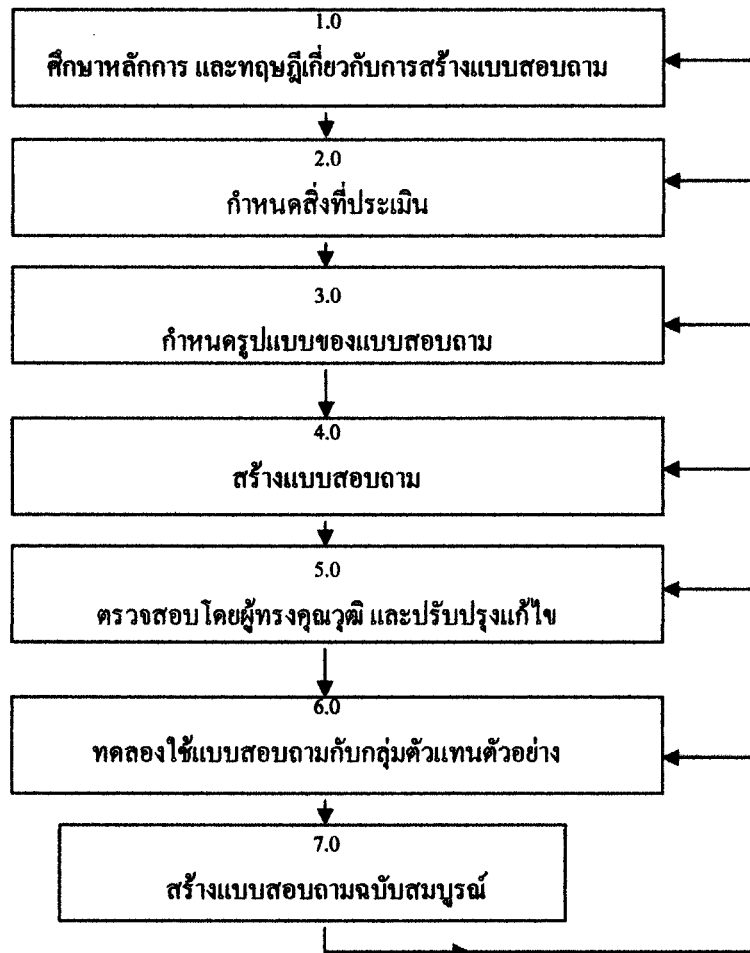 1.0
ศึกษาหลักการ และทฤษฎีเกี่ยวกับการสร้างแบบสอบถาม
2.0
กำหนดสิ่งที่ประเมิน
3.0
กำหนดรูปแบบของแบบสอบถาม
4.0
สร้างแบบสอบถาม
5.0
ตรวจสอบโดยผู้ทรงคุณวุฒิ และปรับปรุงแก้ไข
6.0
ทดลองใช้แบบสอบถามกับกลุ่มตัวแทนตัวอย่าง
7.0
สร้างแบบสอบถามฉบับสมบูรณ์